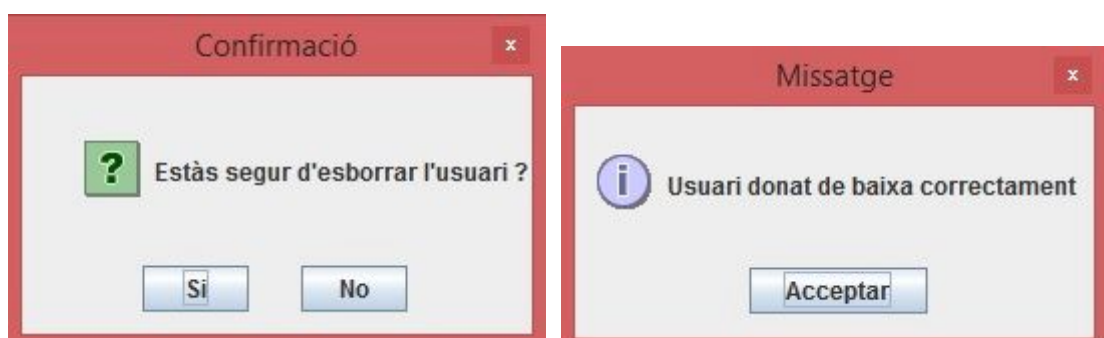 Confirmació
x
? Estàs segur d'esborrar l'usuari ?
Si
No
Missatge
x
i Usuari donat de baixa correctament
Acceptar